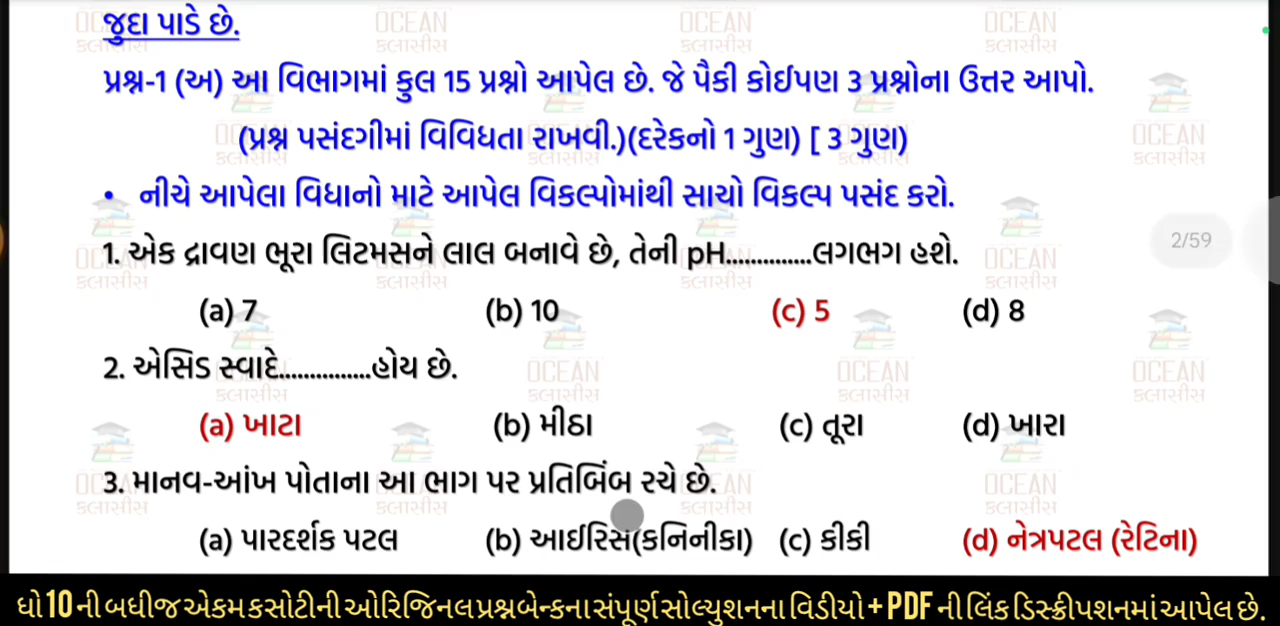 જુદા પાડે છે.
પ્રશ્ન-1 (અ) આ વિભાગમાં કુલ 15 પ્રશ્નો આપેલ છે. જે પૈકી કોઈપણ 3 પ્રશ્નોના ઉત્તર આપો.
(પ્રશ્ન પસંદગીમાં વિવિધતા રાખવી.)(દરેકનો 1 ગુણ) [ 3 ગુણ)
• નીચે આપેલા વિધાનો માટે આપેલ વિકલ્પોમાંથી સાચો વિકલ્પ પસંદ કરો.
2/59
1. એક દ્રાવણ ભૂરા લિટમસને લાલ બનાવે છે, તેની pH..............લગભગ હશે.
(a) 7 (b) 10 (c) 5 (d) 8
2. એસિડ સ્વાદે...............હોય છે.
(a) ખાટા (b) મીઠા (c) તૂરા (d) ખારા
3. માનવ-આંખ પોતાના આ ભાગ પર પ્રતિબિંબ રચે છે.
(a) પારદર્શક પટલ (b) આઈરિસ(કનિનીકા) (c) કીકી (d) નેત્રપટલ (રેટિના)
ધો 10 ની બધી જ એકમ કસોટીની ઓરિજિનલ પ્રશ્નબેન્કના સંપૂર્ણ સોલ્યુશનના વિડીયો + PDF ની લિંક ડિસ્ક્રીપશનમાં આપેલ છે.
OCEAN
ક્લાસીસ